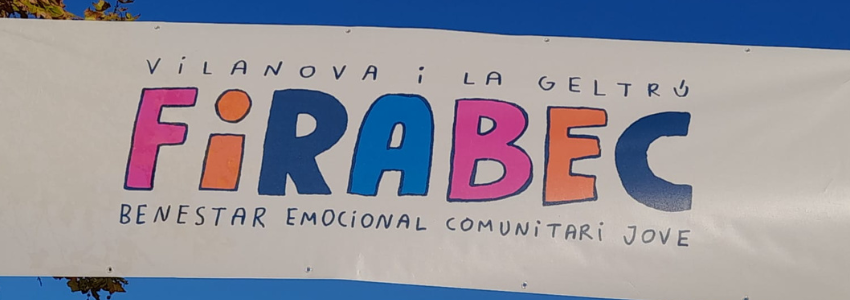 ViLANOVA i LA GELTRÚ
FiRABEC
BENESTAR EMOCiONAL COMUNiTARi JOVE